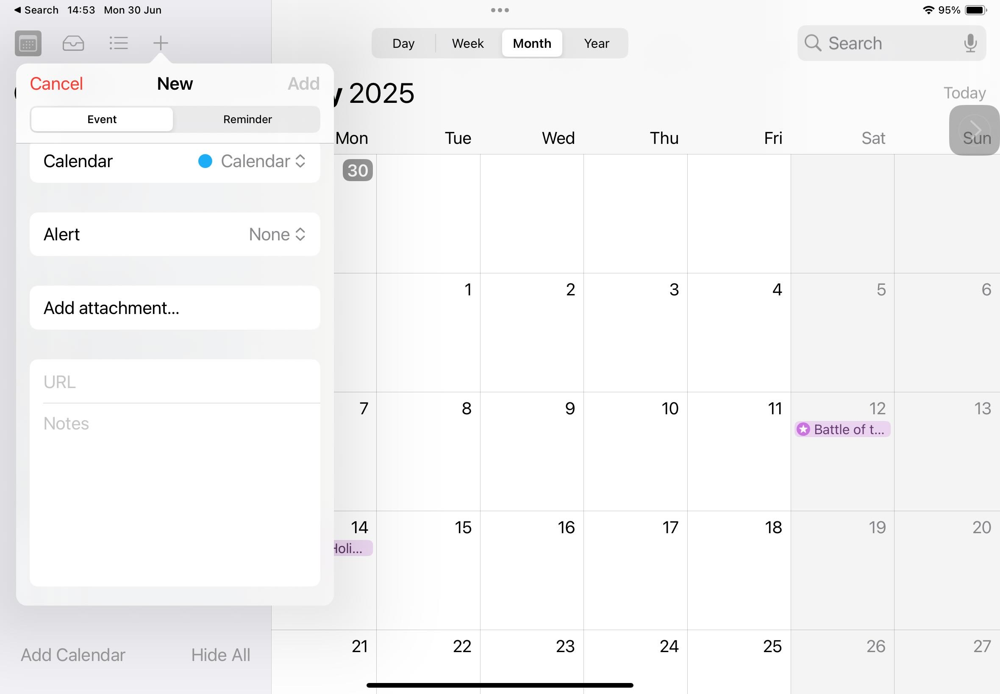 Search 14:53 Mon 30 Jun
95%
Day Week Month Year
Search
Cancel New Add
Event Reminder
y 2025
Today
Mon Tue Wed Thu Fri Sat Sun
Calendar Calendar
30
Alert None
1 2 3 4 5 6
Add attachment...
URL
Notes
7 8 9 10 11 12 13
Battle of t...
14 15 16 17 18 19 20
Holi...
21 22 23 24 25 26 27
Add Calendar Hide All